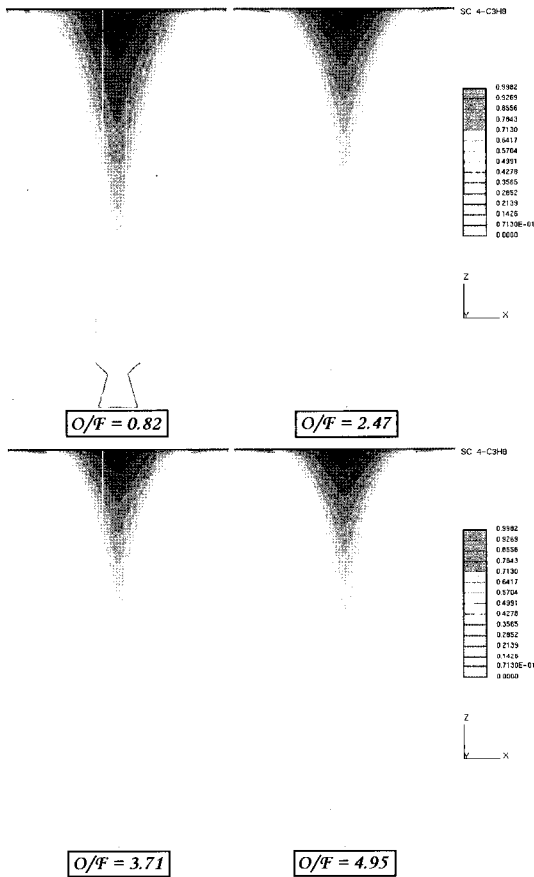 SC 4-C3H8
0.9982
0.9269
0.8556
0.7843
0.7130
0.6417
0.5704
0.4991
0.4278
0.3565
0.2852
0.2139
0.1426
0.7130E-01
0.0000
Z
Y
X
O/F = 0.82
O/F = 2.47
SC 4-C3H8
0.9982
0.9269
0.8556
0.7843
0.7130
0.6417
0.5704
0.4991
0.4278
0.3565
0.2852
0.2139
0.1426
0.7130E-01
0.0000
Z
Y
X
O/F = 3.71
O/F = 4.95